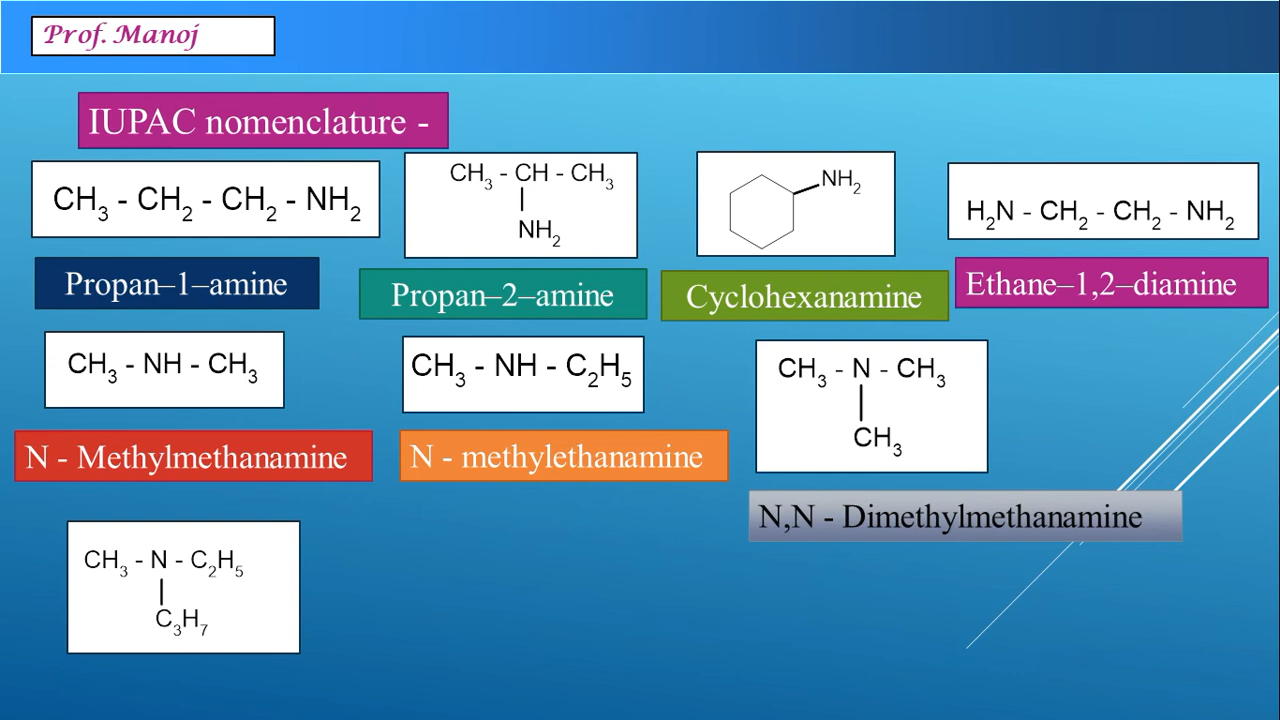 Prof. Manoj
IUPAC nomenclature -
CH₃ - CH₂ - CH₂ - NH₂
CH₃ - CH - CH₃
NH₂
NH₂
H₂N - CH₂ - CH₂ - NH₂
Propan–1–amine
Propan–2–amine
Cyclohexanamine
Ethane–1,2–diamine
CH₃ - NH - CH₃
CH₃ - NH - C₂H₅
CH₃ - N - CH₃
CH₃
N - Methylmethanamine
N - methylethanamine
N,N - Dimethylmethanamine
CH₃ - N - C₂H₅
C₃H₇